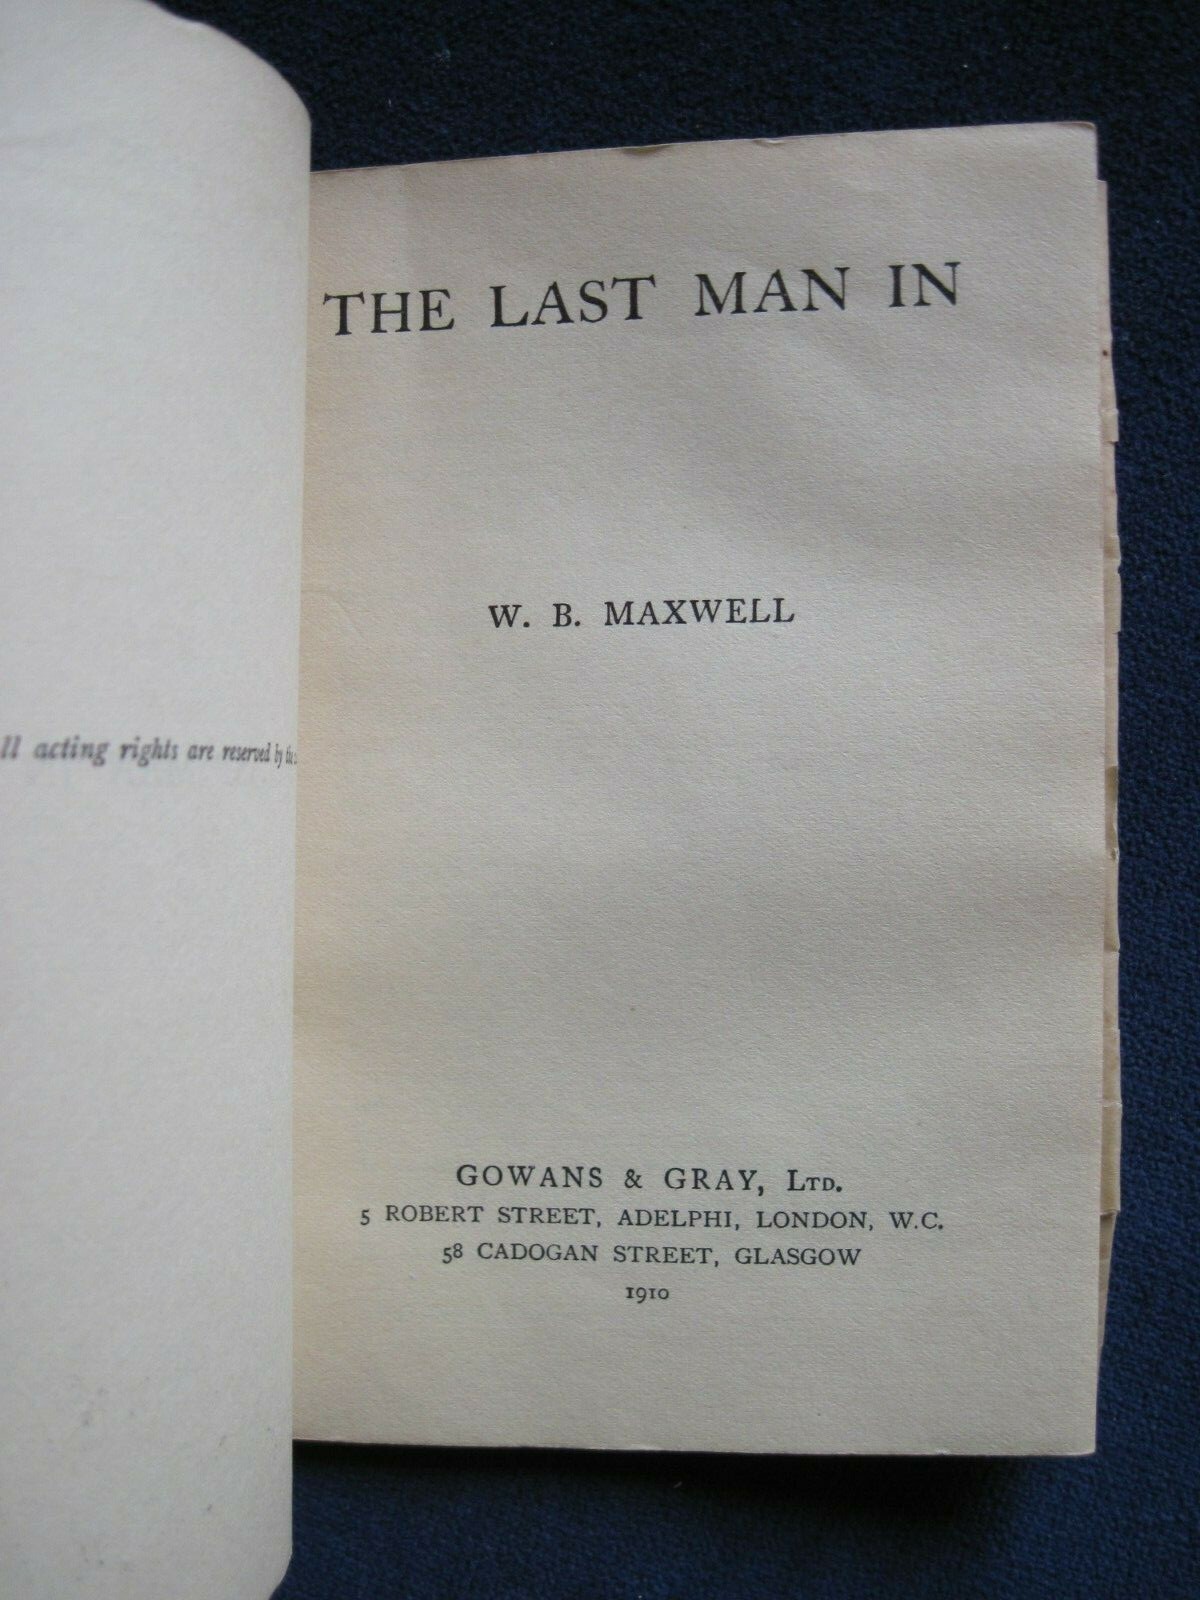 ll acting rights are reserved by the
THE LAST MAN IN
W. B. MAXWELL
GOWANS & GRAY, LTD.
5 ROBERT STREET, ADELPHI, LONDON, W.C.
58 CADOGAN STREET, GLASGOW
1910